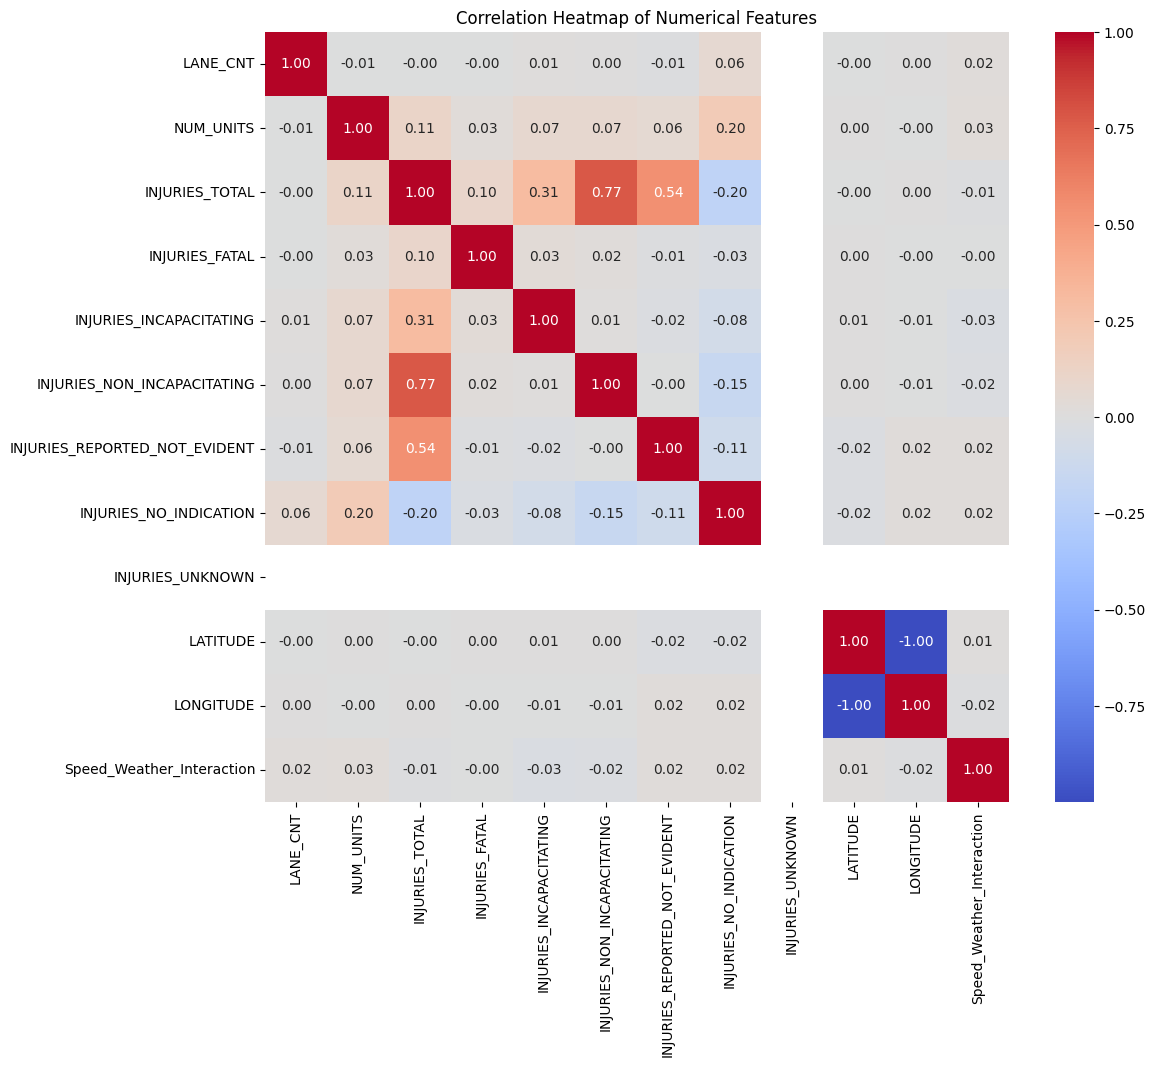 Correlation Heatmap of Numerical Features
LANE_CNT 1.00 -0.01 -0.00 -0.00 0.01 0.00 -0.01 0.06 -0.00 0.00 0.02
NUM_UNITS -0.01 1.00 0.11 0.03 0.07 0.07 0.06 0.20 0.00 -0.00 0.03
INJURIES_TOTAL -0.00 0.11 1.00 0.10 0.31 0.77 0.54 -0.20 -0.00 0.00 -0.01
INJURIES_FATAL -0.00 0.03 0.10 1.00 0.03 0.02 -0.01 -0.03 0.00 -0.00 -0.00
INJURIES_INCAPACITATING 0.01 0.07 0.31 0.03 1.00 0.01 -0.02 -0.08 0.01 -0.01 -0.03
INJURIES_NON_INCAPACITATING 0.00 0.07 0.77 0.02 0.01 1.00 -0.00 -0.15 0.00 -0.01 -0.02
INJURIES_REPORTED_NOT_EVIDENT -0.01 0.06 0.54 -0.01 -0.02 -0.00 1.00 -0.11 -0.02 0.02 0.02
INJURIES_NO_INDICATION 0.06 0.20 -0.20 -0.03 -0.08 -0.15 -0.11 1.00 -0.02 0.02 0.02
INJURIES_UNKNOWN
LATITUDE -0.00 0.00 -0.00 0.00 0.01 0.00 -0.02 -0.02 1.00 -1.00 0.01
LONGITUDE 0.00 -0.00 0.00 -0.00 -0.01 -0.01 0.02 0.02 -1.00 1.00 -0.02
Speed_Weather_Interaction 0.02 0.03 -0.01 -0.00 -0.03 -0.02 0.02 0.02 0.01 -0.02 1.00
LANE_CNT
NUM_UNITS
INJURIES_TOTAL
INJURIES_FATAL
INJURIES_INCAPACITATING
INJURIES_NON_INCAPACITATING
INJURIES_REPORTED_NOT_EVIDENT
INJURIES_NO_INDICATION
INJURIES_UNKNOWN
LATITUDE
LONGITUDE
Speed_Weather_Interaction
1.00
0.75
0.50
0.25
0.00
−0.25
−0.50
−0.75